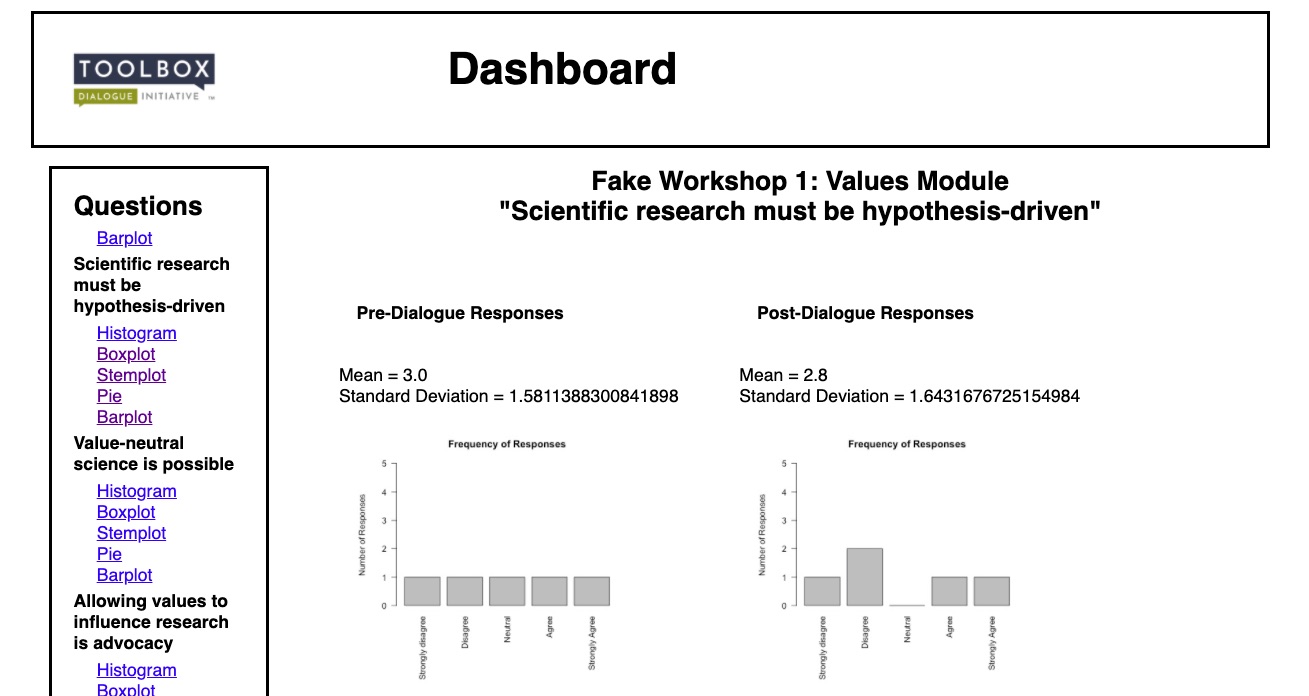 TOOLBOX
DIALOGUE INITIATIVE ™
Dashboard
Questions
Barplot
Scientific research
must be
hypothesis-driven
Histogram
Boxplot
Stemplot
Pie
Barplot
Value-neutral
science is possible
Histogram
Boxplot
Stemplot
Pie
Barplot
Allowing values to
influence research
is advocacy
Histogram
Boxplot
Fake Workshop 1: Values Module
"Scientific research must be hypothesis-driven"
Pre-Dialogue Responses
Mean = 3.0
Standard Deviation = 1.5811388300841898
Frequency of Responses
Number of Responses
5
4
3
2
1
0
Strongly disagree
Disagree
Neutral
Agree
Strongly Agree
Post-Dialogue Responses
Mean = 2.8
Standard Deviation = 1.6431676725154984
Frequency of Responses
Number of Responses
5
4
3
2
1
0
Strongly disagree
Disagree
Neutral
Agree
Strongly Agree